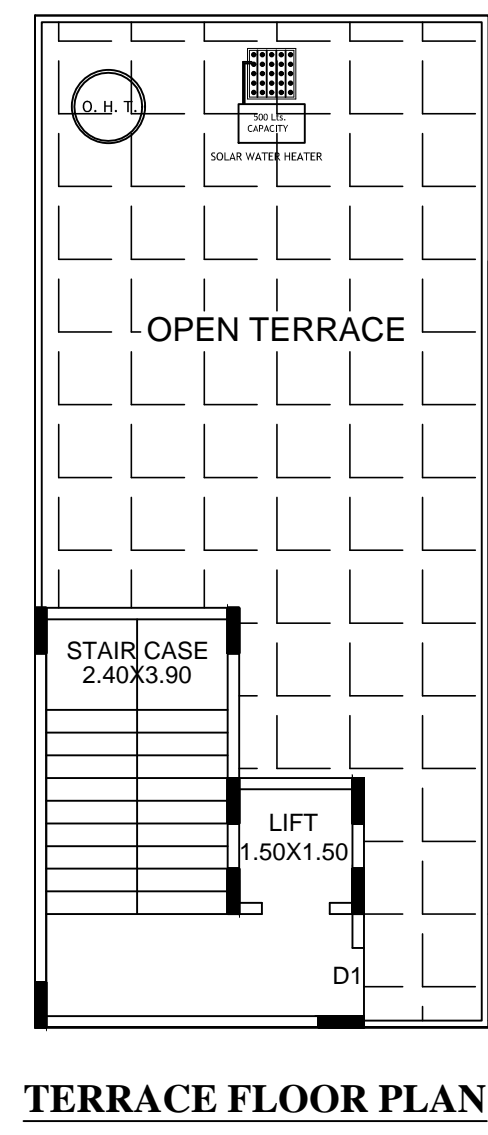 O. H. T.
500 Lts.
CAPACITY
SOLAR WATER HEATER
OPEN TERRACE
STAIR CASE
2.40X3.90
LIFT
1.50X1.50
D1
TERRACE FLOOR PLAN